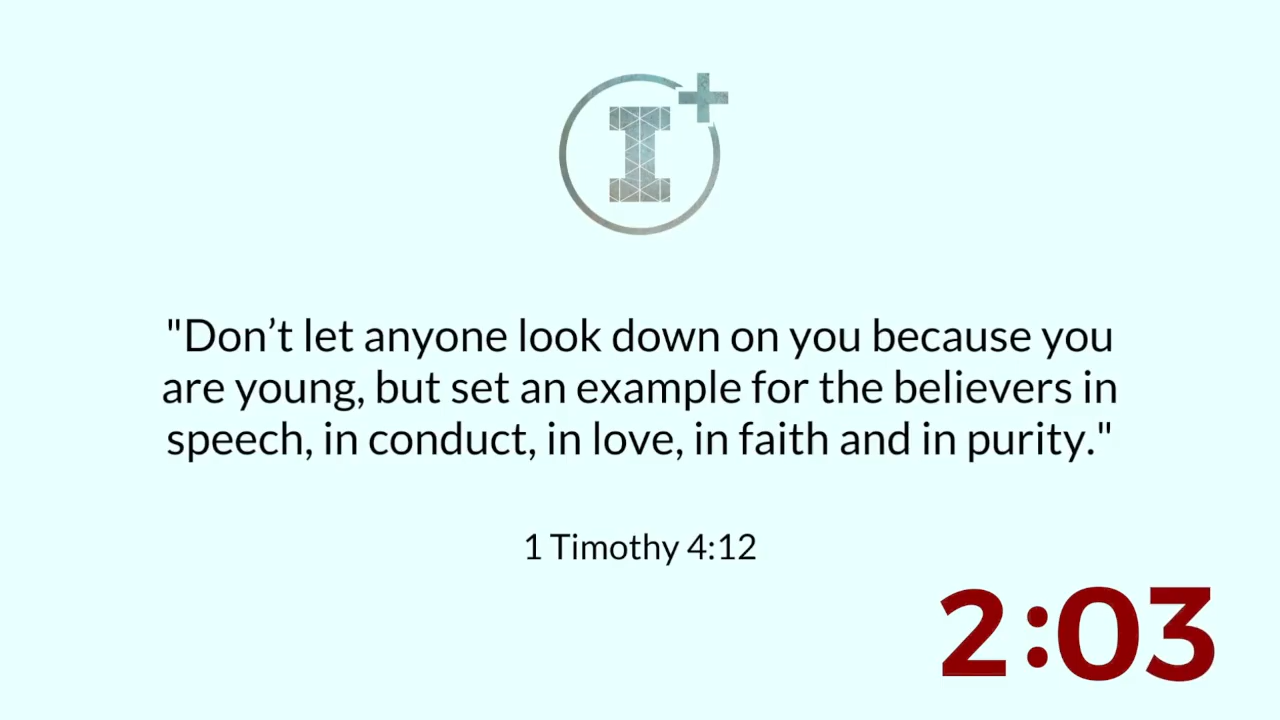 I+
"Don’t let anyone look down on you because you
are young, but set an example for the believers in
speech, in conduct, in love, in faith and in purity."
1 Timothy 4:12
2:03